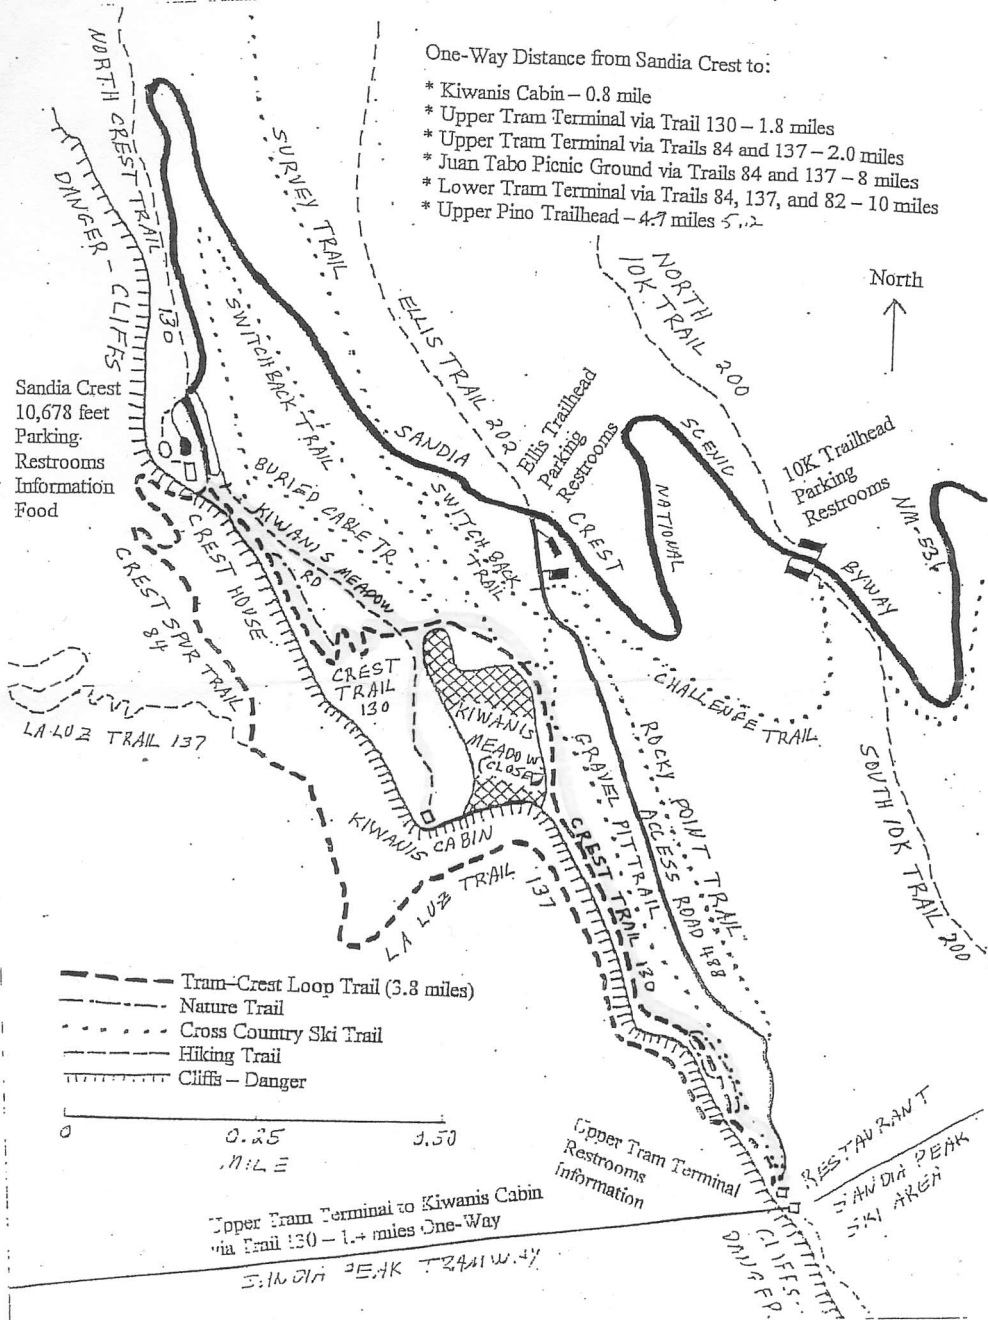 One-Way Distance from Sandia Crest to:
* Kiwanis Cabin – 0.8 mile
* Upper Tram Terminal via Trail 130 – 1.8 miles
* Upper Tram Terminal via Trails 84 and 137 – 2.0 miles
* Juan Tabo Picnic Ground via Trails 84 and 137 – 8 miles
* Lower Tram Terminal via Trails 84, 137, and 82 – 10 miles
* Upper Pino Trailhead – 4.7 miles 5.2
North
NORTH CREST TRAIL
130
DANGER – CLIFFS
SURVEY TRAIL
SWITCHBACK TRAIL
ELLIS TRAIL 202
NORTH
10K TRAIL 200
Sandia Crest
10,678 feet
Parking
Restrooms
Information
Food
Ellis Trailhead
Parking
Restrooms
10K Trailhead
Parking
Restrooms
SANDIA
CREST
NATIONAL
SCENIC
BYWAY
NM-536
BURIED CABLE TR.
SWITCH BACK
TRAIL
KIWANIS MEADOW
RD
CREST HOUSE
CREST SPUR TRAIL
84
LA LUZ TRAIL 137
CREST
TRAIL
130
KIWANIS
MEADOW
(CLOSED
CHALLENGE TRAIL
ROCKY POINT TRAIL
ACCESS ROAD 488
GRAVEL PIT TRAIL
SOUTH 10K TRAIL 200
KIWANIS CABIN
LA LUZ TRAIL 137
CREST TRAIL 130
Tram–Crest Loop Trail (3.8 miles)
Nature Trail
Cross Country Ski Trail
Hiking Trail
Cliffs – Danger
0 0.25 0.50
MILE
Upper Tram Terminal
Restrooms
Information
RESTAURANT
SANDIA PEAK
SKI AREA
Upper Tram Terminal to Kiwanis Cabin
via Trail 130 – 1.4 miles One-Way
SANDIA PEAK TRAMWAY
CLIFFS
DANGER